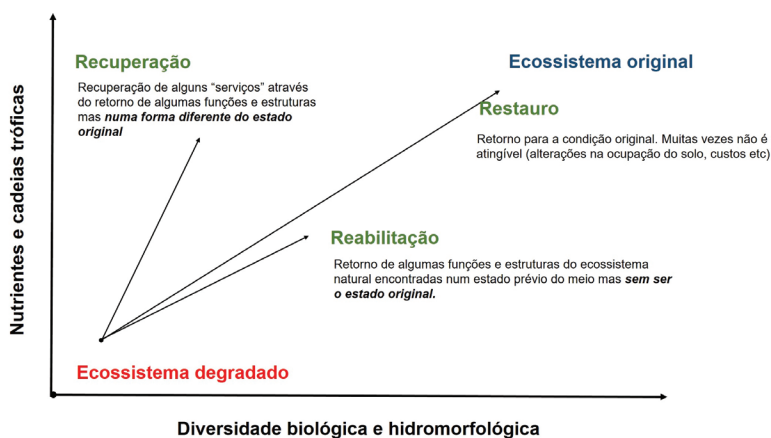 Nutrientes e cadeias tróficas
Recuperação
Recuperação de alguns “serviços” através
do retorno de algumas funções e estruturas
mas numa forma diferente do estado
original
Ecossistema original
Restauro
Retorno para a condição original. Muitas vezes não é
atingível (alterações na ocupação do solo, custos etc)
Reabilitação
Retorno de algumas funções e estruturas do ecossistema
natural encontradas num estado prévio do meio mas sem ser
o estado original.
Ecossistema degradado
Diversidade biológica e hidromorfológica